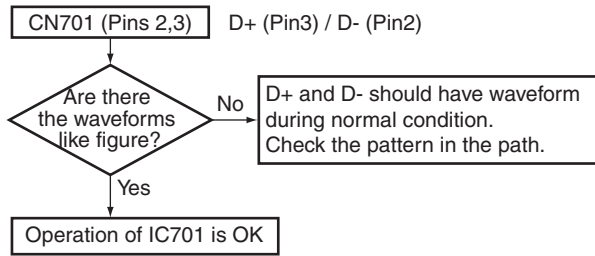 CN701 (Pins 2,3) D+ (Pin3) / D- (Pin2)
Are there
the waveforms
like figure?
No
D+ and D- should have waveform
during normal condition.
Check the pattern in the path.
Yes
Operation of IC701 is OK